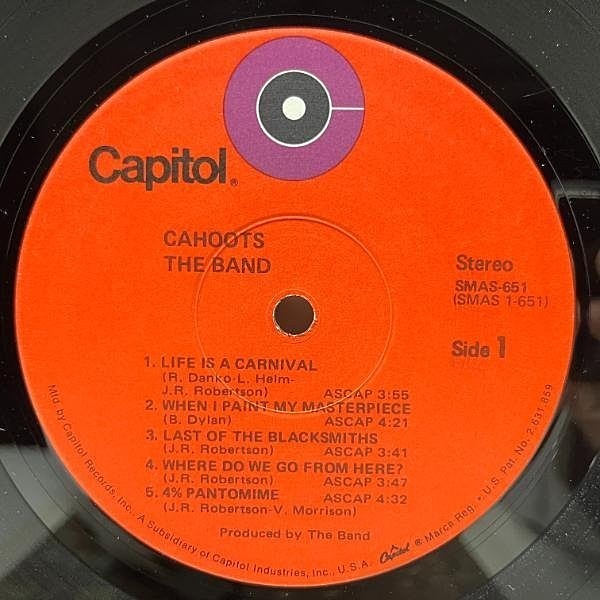 Capitol®
CAHOOTS
THE BAND
Stereo
SMAS-651
(SMAS 1-651)
Side 1
1. LIFE IS A CARNIVAL
(R. Danko-L. Helm-
J.R. Robertson) ASCAP 3:55
2. WHEN I PAINT MY MASTERPIECE
(B. Dylan) ASCAP 4:21
3. LAST OF THE BLACKSMITHS
(J.R. Robertson) ASCAP 3:41
4. WHERE DO WE GO FROM HERE?
(J.R. Robertson) ASCAP 3:47
5. 4% PANTOMIME ASCAP 4:32
(J.R. Robertson-V. Morrison)
Produced by The Band
Mfd. by Capitol Records, Inc., A Subsidiary of Capitol Industries, Inc., U.S.A. Capitol ® Marca Reg. • U.S. Pat. No. 2,631,859